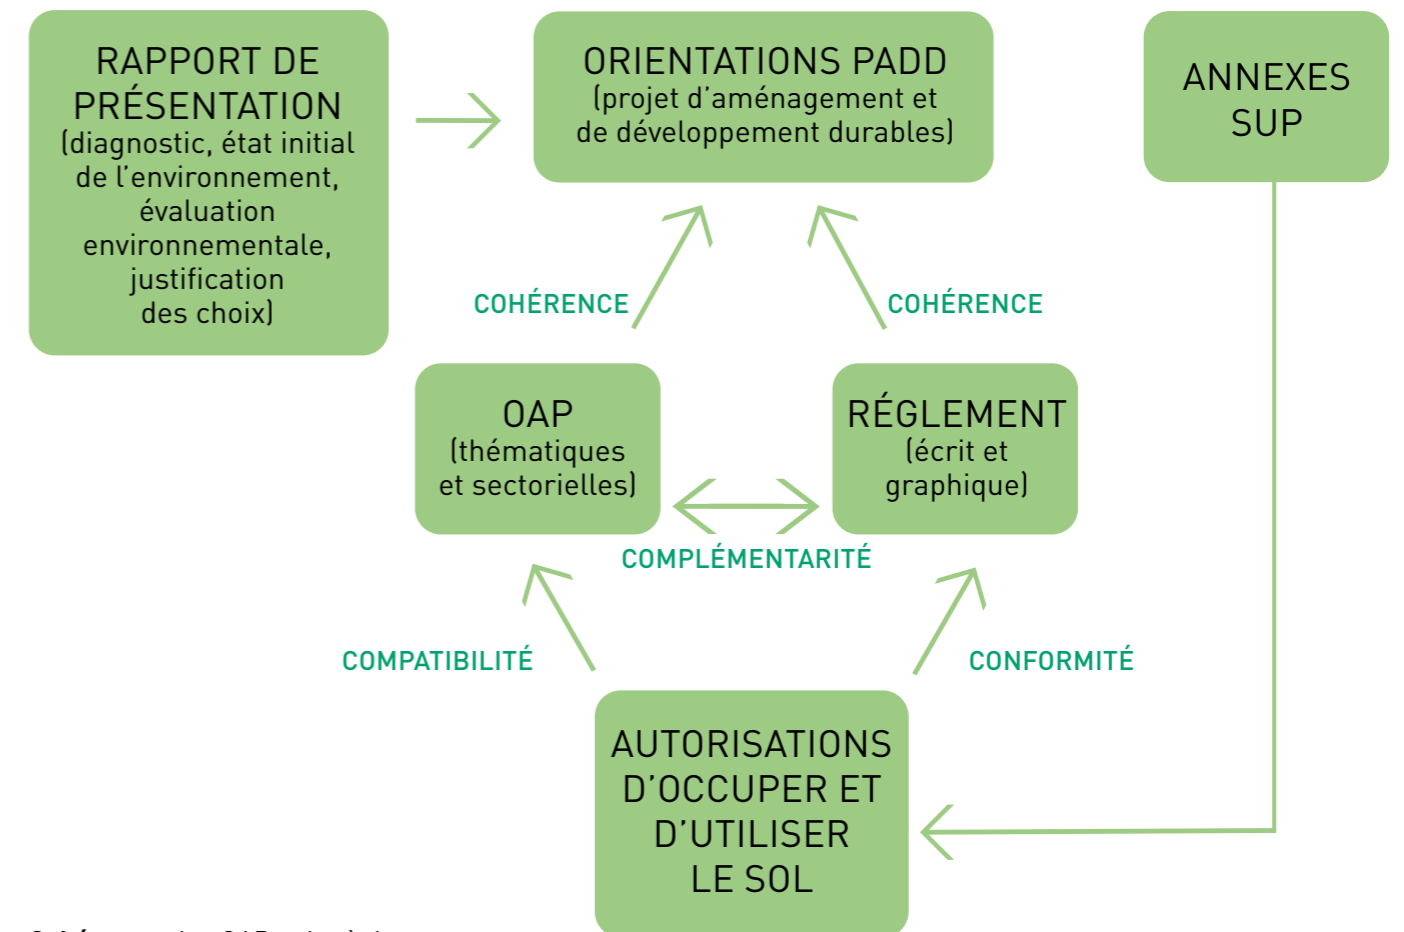 RAPPORT DE
PRÉSENTATION
(diagnostic, état initial
de l’environnement,
évaluation
environnementale,
justification
des choix)
ORIENTATIONS PADD
(projet d’aménagement et
de développement durables)
ANNEXES
SUP
COHÉRENCE
COHÉRENCE
OAP
(thématiques
et sectorielles)
RÉGLEMENT
(écrit et
graphique)
COMPLÉMENTARITÉ
COMPATIBILITÉ
CONFORMITÉ
AUTORISATIONS
D’OCCUPER ET
D’UTILISER
LE SOL